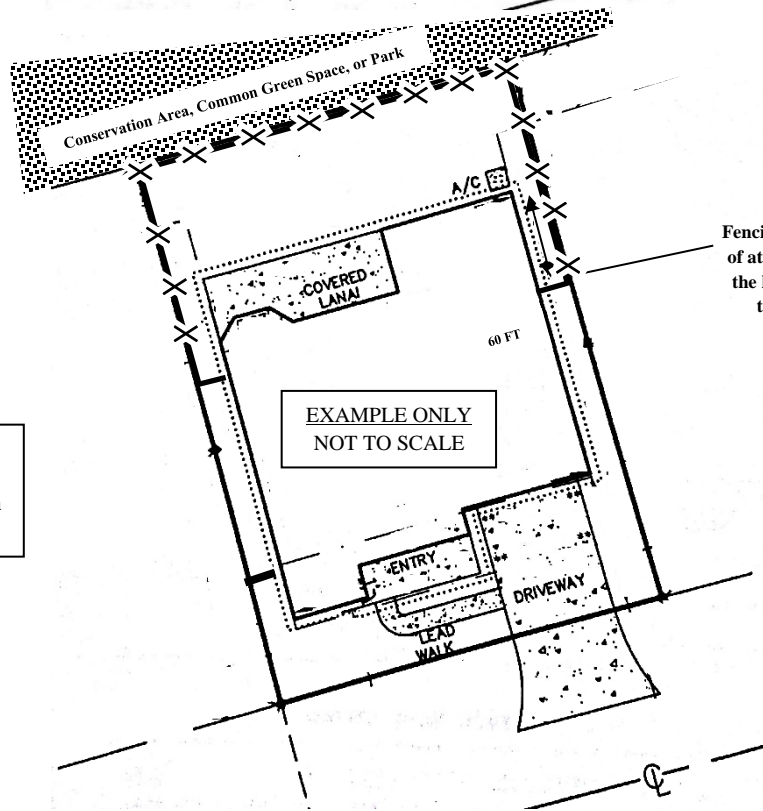 Conservation Area, Common Green Space, or Park
A/C
Fenci
of at
the
t
COVERED
LANAI
60 FT
EXAMPLE ONLY
NOT TO SCALE
ENTRY
DRIVEWAY
LEAD
WALK
CL